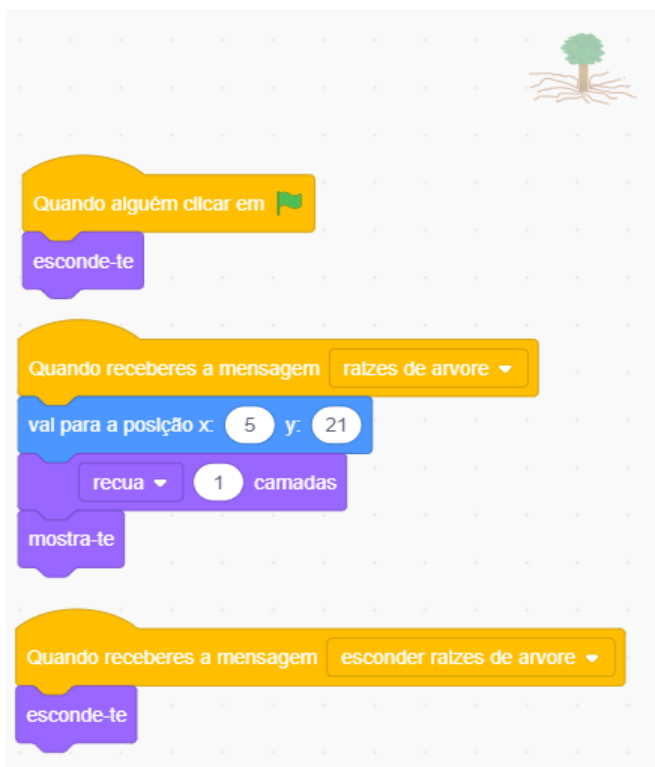 Quando alguém clicar em
esconde-te
Quando receberes a mensagem raízes de arvore
vai para a posição x: 5 y: 21
recua 1 camadas
mostra-te
Quando receberes a mensagem esconder raízes de arvore
esconde-te